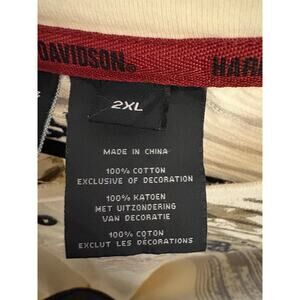 DAVIDSON® HAR
2XL
MADE IN CHINA
100% COTTON
EXCLUSIVE OF DECORATION
100% KATOEN
MET UITZONDERING
VAN DECORATIE
100% COTON
EXCLUT LES DÉCORATIONS